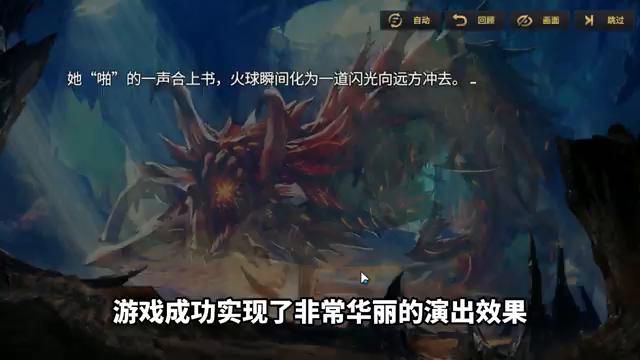 自动 回顾 画面 跳过
她“啪”的一声合上书，火球瞬间化为一道闪光向远方冲去。
游戏成功实现了非常华丽的演出效果